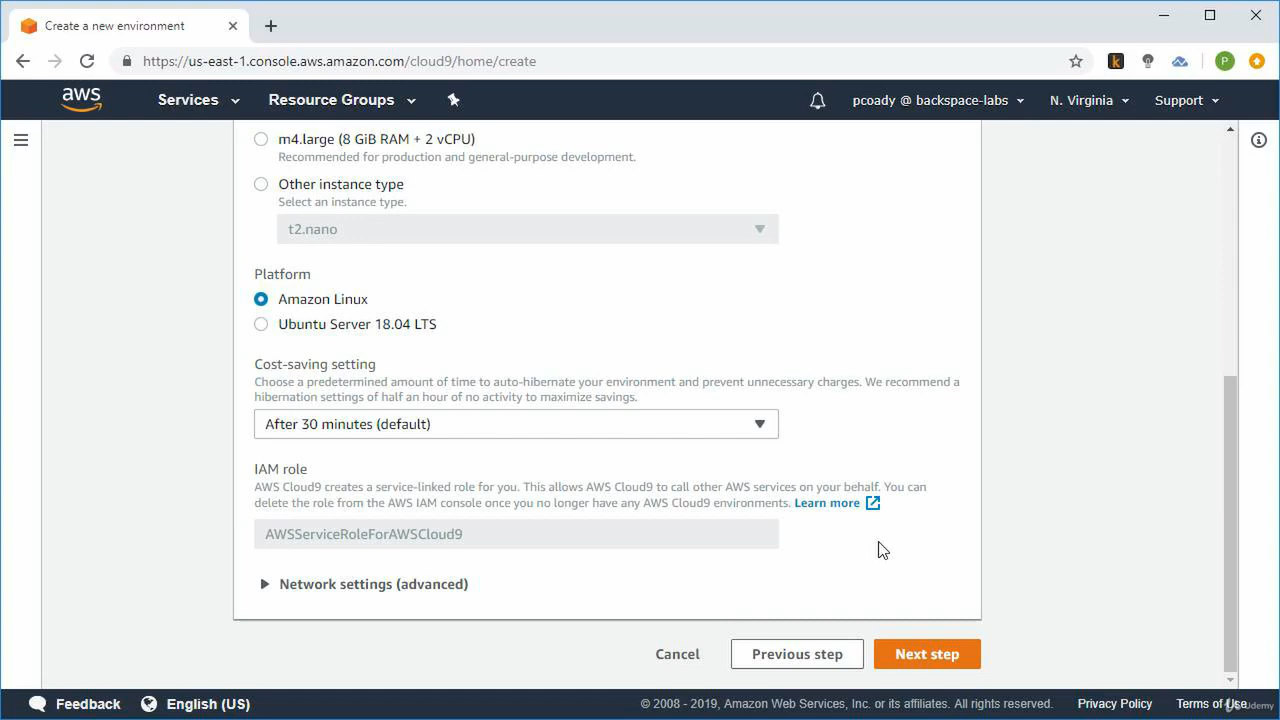 Create a new environment
https://us-east-1.console.aws.amazon.com/cloud9/home/create
k
P
aws
Services
Resource Groups
pcoady @ backspace-labs
N. Virginia
Support
m4.large (8 GiB RAM + 2 vCPU)
Recommended for production and general-purpose development.
Other instance type
Select an instance type.
t2.nano
Platform
Amazon Linux
Ubuntu Server 18.04 LTS
Cost-saving setting
Choose a predetermined amount of time to auto-hibernate your environment and prevent unnecessary charges. We recommend a
hibernation settings of half an hour of no activity to maximize savings.
After 30 minutes (default)
IAM role
AWS Cloud9 creates a service-linked role for you. This allows AWS Cloud9 to call other AWS services on your behalf. You can
delete the role from the AWS IAM console once you no longer have any AWS Cloud9 environments. Learn more
AWSServiceRoleForAWSCloud9
Network settings (advanced)
Cancel
Previous step
Next step
Feedback
English (US)
© 2008 - 2019, Amazon Web Services, Inc. or its affiliates. All rights reserved.
Privacy Policy
Terms of Use
Udemy